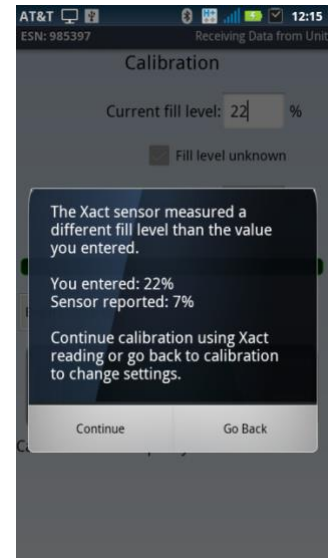 AT&T 12:15
ESN: 985397 Receiving Data from Unit
Calibration
Current fill level: 22 %
Fill level unknown
The Xact sensor measured a
different fill level than the value
you entered.
You entered: 22%
Sensor reported: 7%
Continue calibration using Xact
reading or go back to calibration
to change settings.
Continue Go Back